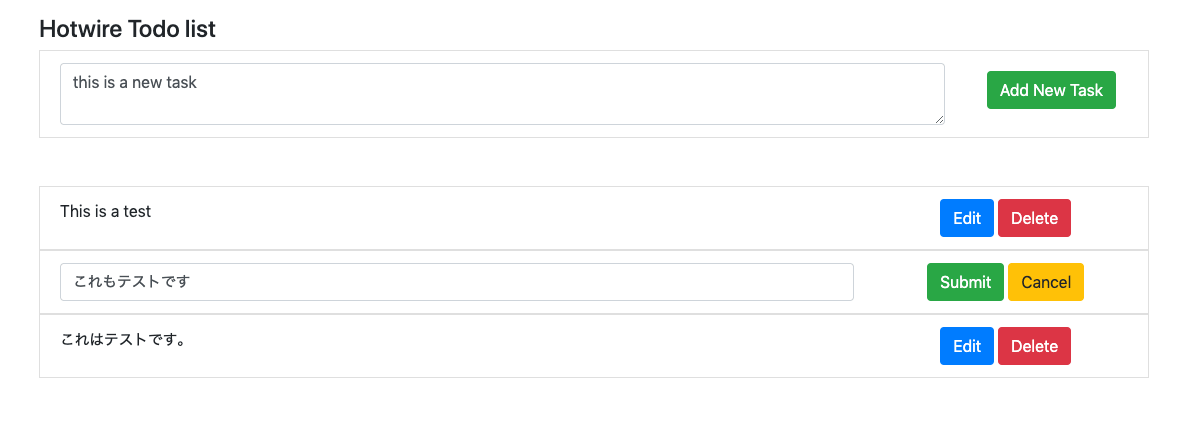 Hotwire Todo list
this is a new task
Add New Task
This is a test
Edit Delete
これもテストです
Submit Cancel
これはテストです。
Edit Delete